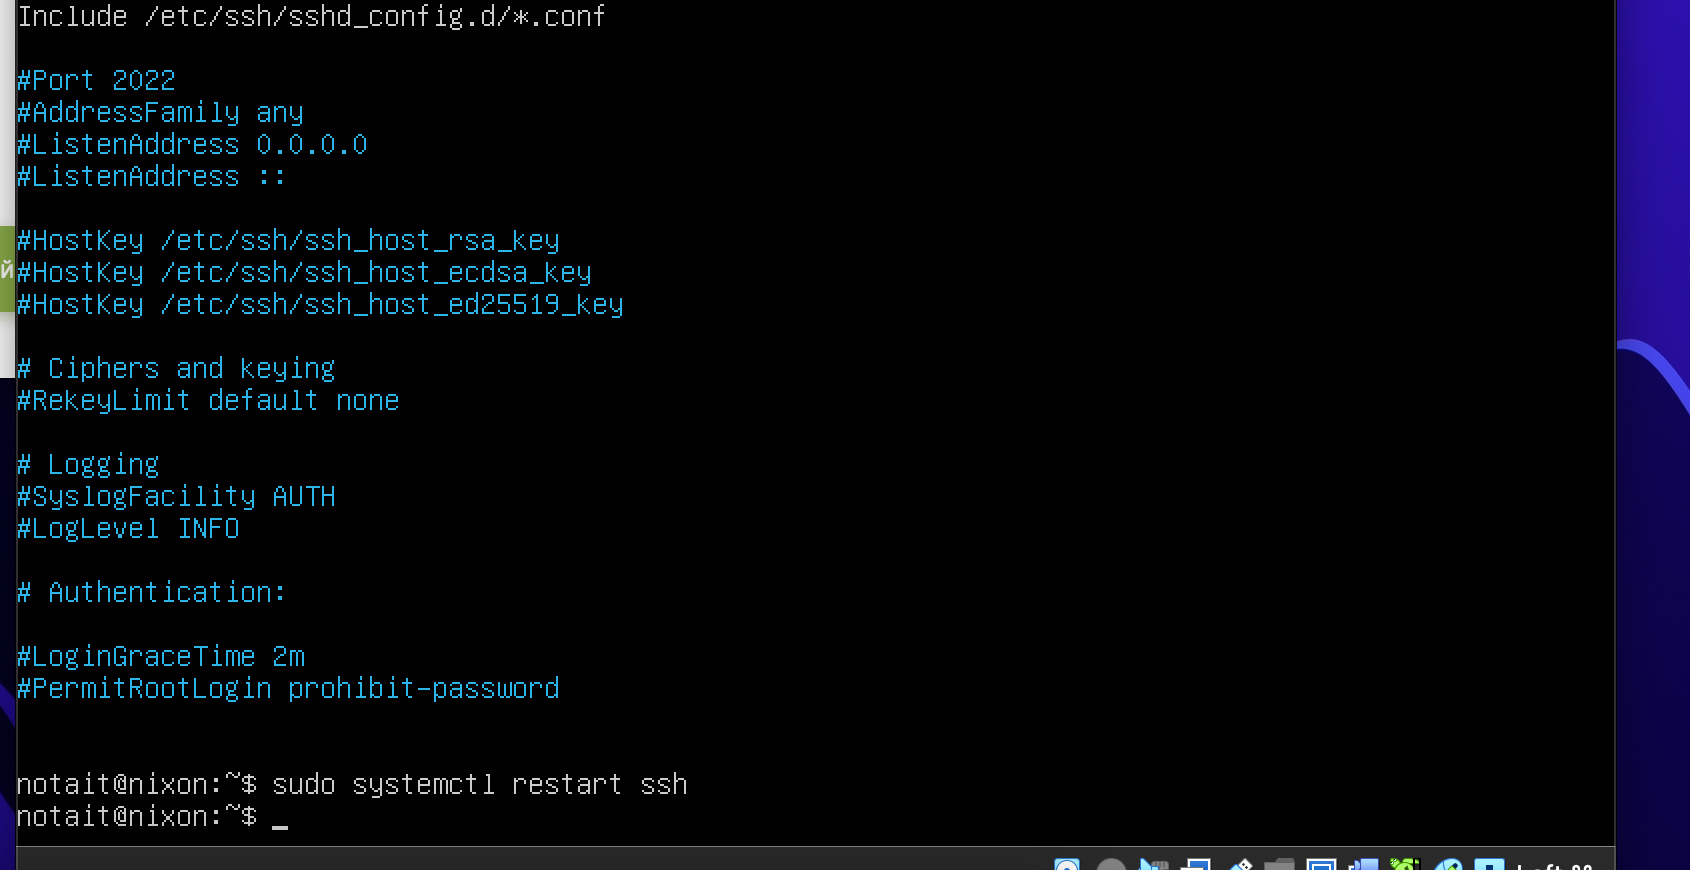 Include /etc/ssh/sshd_config.d/*.conf
#Port 2022
#AddressFamily any
#ListenAddress 0.0.0.0
#ListenAddress ::
#HostKey /etc/ssh/ssh_host_rsa_key
й
#HostKey /etc/ssh/ssh_host_ecdsa_key
#HostKey /etc/ssh/ssh_host_ed25519_key
# Ciphers and keying
#RekeyLimit default none
# Logging
#SyslogFacility AUTH
#LogLevel INFO
# Authentication:
#LoginGraceTime 2m
#PermitRootLogin prohibit-password
notait@nixon:~$ sudo systemctl restart ssh
notait@nixon:~$ _
Left ⌘